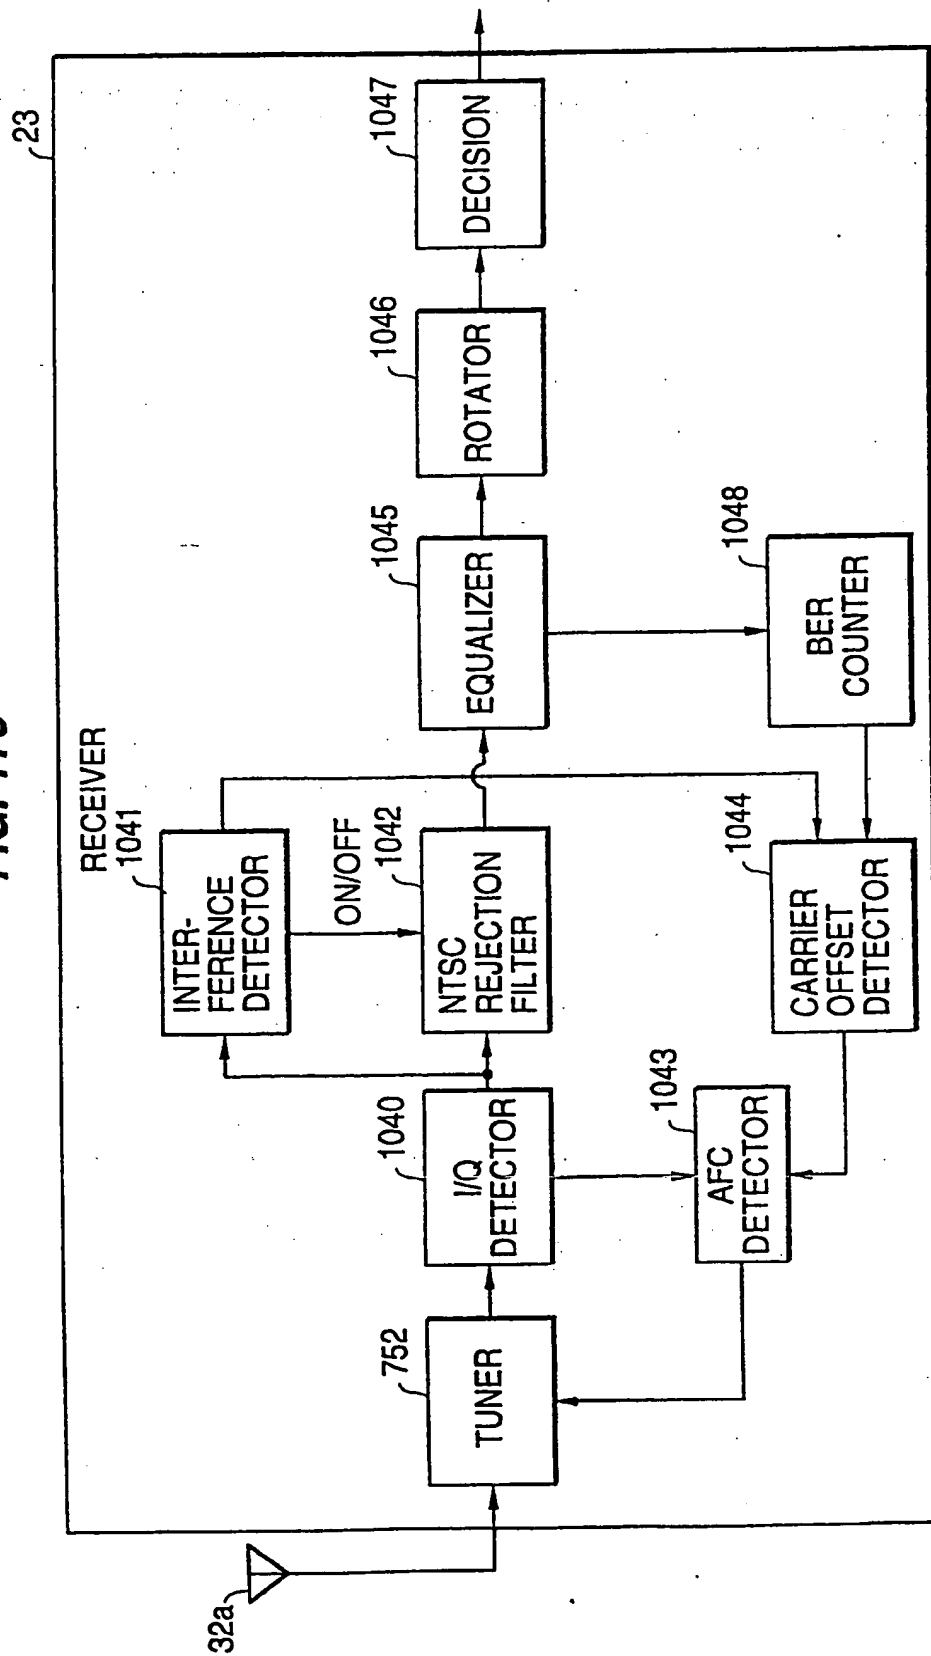 23
RECEIVER
1041
INTER-
FERENCE
DETECTOR
ON/OFF
32a
752
TUNER
1040
I/Q
DETECTOR
1042
NTSC
REJECTION
FILTER
1045
EQUALIZER
1046
ROTATOR
1047
DECISION
1043
AFC
DETECTOR
1044
CARRIER
OFFSET
DETECTOR
1048
BER
COUNTER